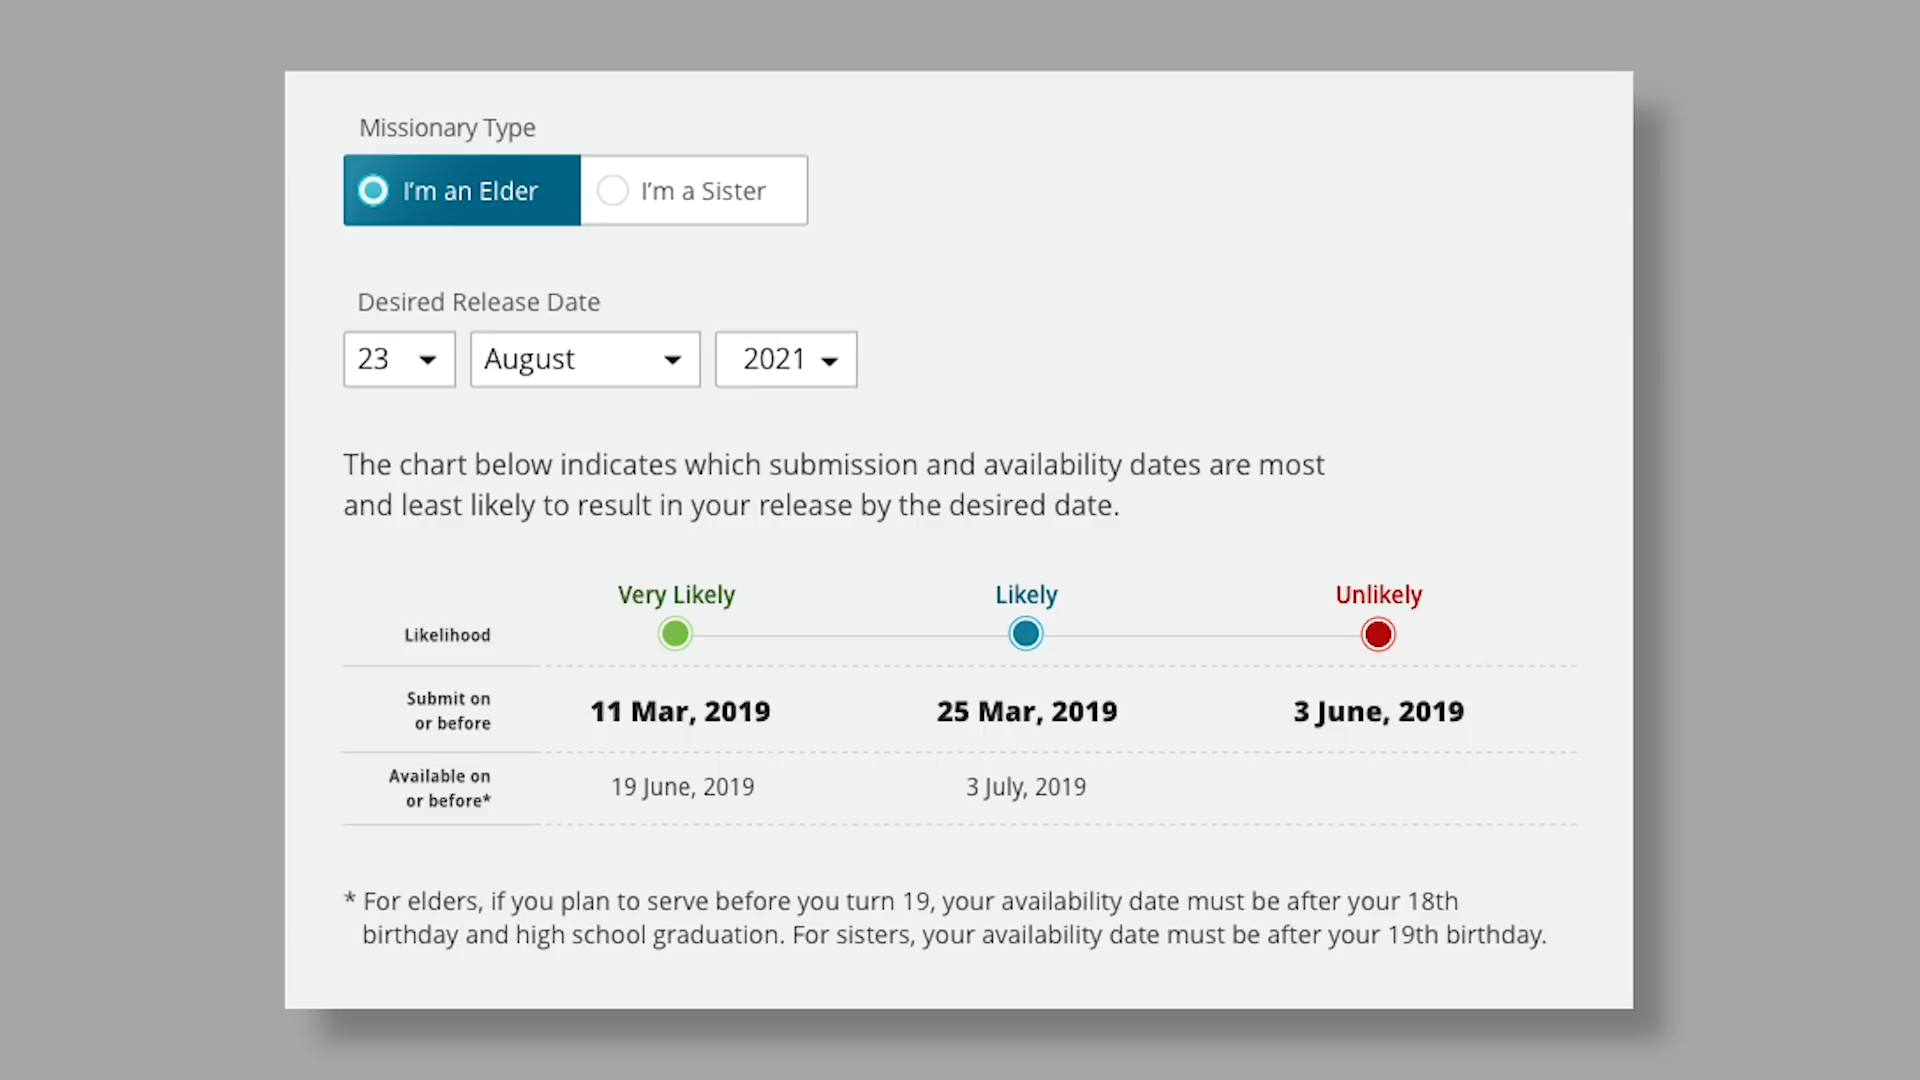 Missionary Type
I'm an Elder
I'm a Sister
Desired Release Date
23
August
2021
The chart below indicates which submission and availability dates are most
and least likely to result in your release by the desired date.
Very Likely
Likely
Unlikely
Likelihood
Submit on
or before
11 Mar, 2019
25 Mar, 2019
3 June, 2019
Available on
or before*
19 June, 2019
3 July, 2019
* For elders, if you plan to serve before you turn 19, your availability date must be after your 18th
birthday and high school graduation. For sisters, your availability date must be after your 19th birthday.